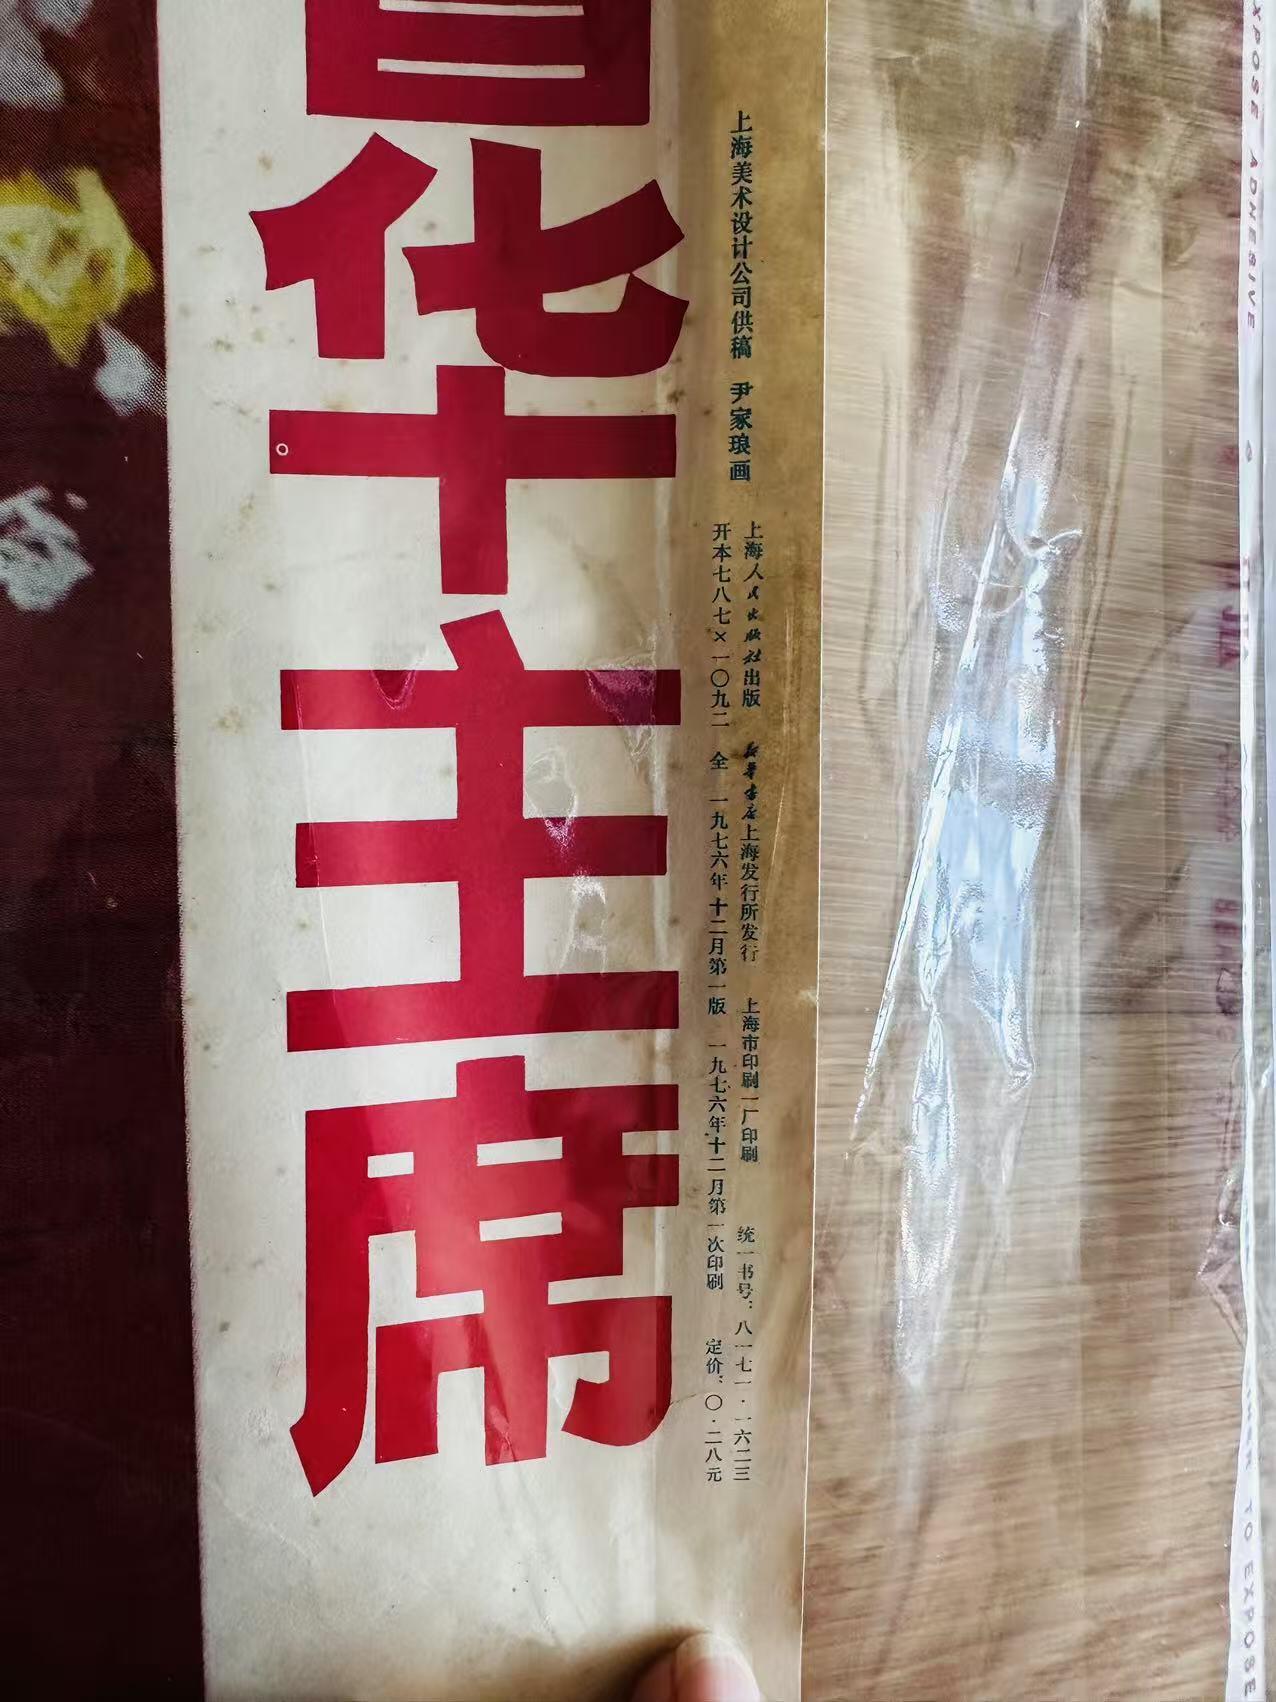 华主席
上海美术设计公司供稿 尹家琅画
上海人民出版社出版 新华书店上海发行所发行 上海市印刷一厂印刷 统一书号：八一七一·一六二三
开本七八七×一〇九二 全 一九七六年十二月第一版 一九七六年十二月第一次印刷 定价：〇·二八元
EXPOSE ADHESIVE
TO EXPOSE